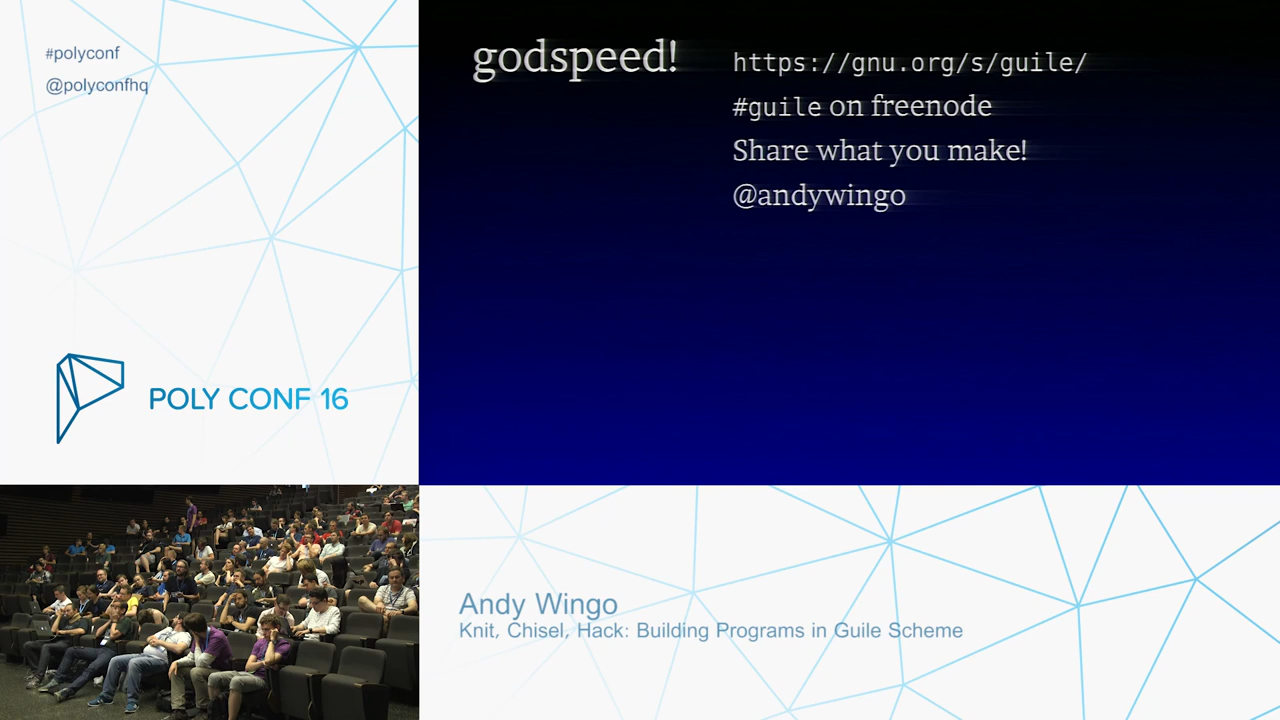 #polyconf
@polyconfhq
POLY CONF 16
godspeed!
https://gnu.org/s/guile/
#guile on freenode
Share what you make!
@andywingo
Andy Wingo
Knit, Chisel, Hack: Building Programs in Guile Scheme